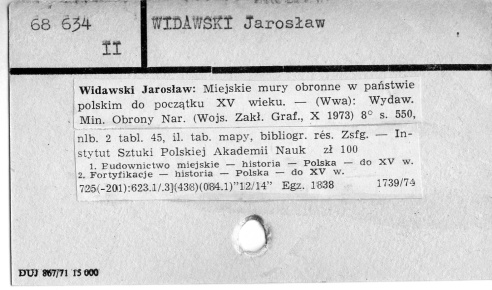 68 634
II
WIDAWSKI Jarosław
Widawski Jarosław: Miejskie mury obronne w państwie
polskim do początku XV wieku. — (Wwa): Wydaw.
Min. Obrony Nar. (Wojs. Zakł. Graf., X 1973) 8° s. 550,
nlb. 2 tabl. 45, il. tab. mapy, bibliogr. rés. Zsfg. — In-
stytut Sztuki Polskiej Akademii Nauk zł 100
1. Budownictwo miejskie — historia — Polska — do XV w.
2. Fortyfikacje — historia — Polska — do XV w.
725(-201):623.1/.3](438)(084.1)"12/14" Egz. 1838 1739/74
DUJ 867/71 15 000